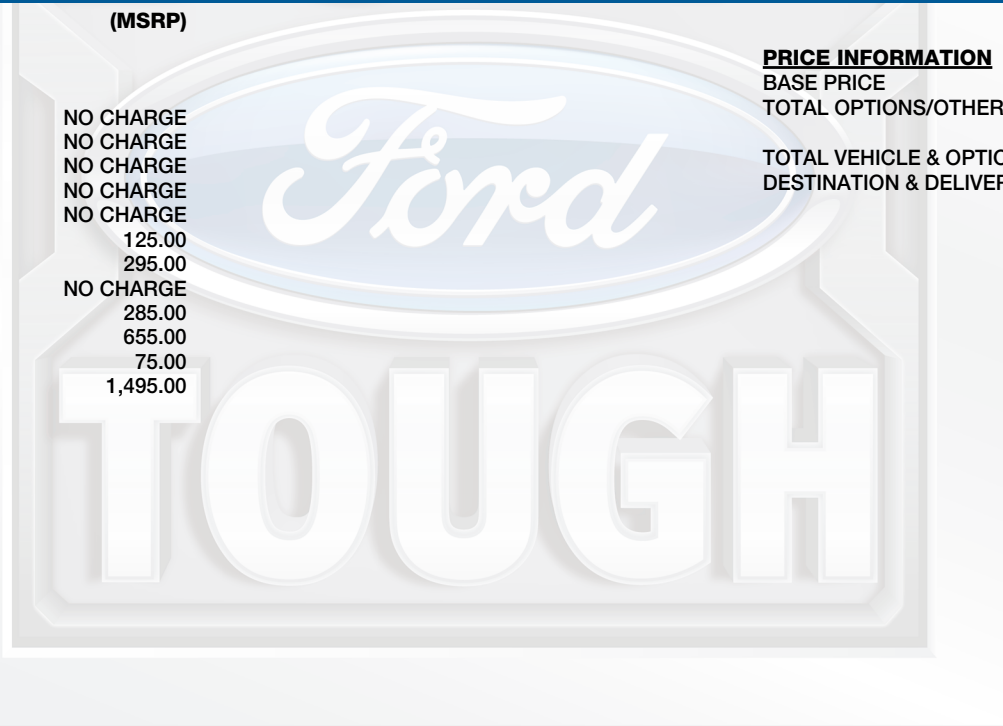 (MSRP)
NO CHARGE
NO CHARGE
NO CHARGE
NO CHARGE
NO CHARGE
125.00
295.00
NO CHARGE
285.00
655.00
75.00
1,495.00
PRICE INFORMATION
BASE PRICE
TOTAL OPTIONS/OTHER
TOTAL VEHICLE & OPTIO
DESTINATION & DELIVER
Ford
TOUGH